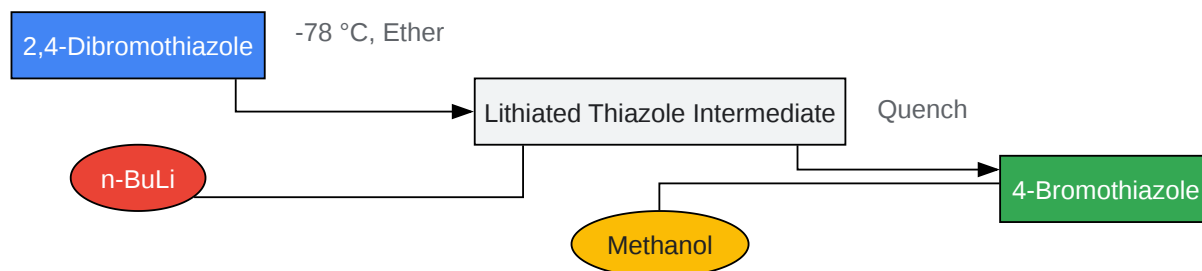 2,4-Dibromothiazole
-78 °C, Ether
Lithiated Thiazole Intermediate
Quench
n-BuLi
4-Bromothiazole
Methanol